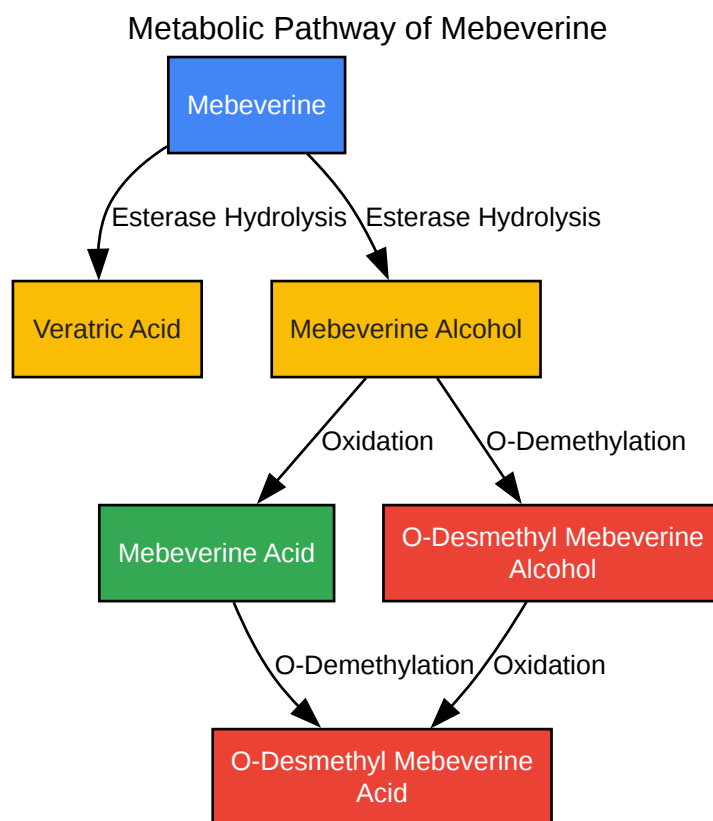 Metabolic Pathway of Mebeverine
Mebeverine
Esterase Hydrolysis
Esterase Hydrolysis
Veratric Acid
Mebeverine Alcohol
Oxidation
O-Demethylation
Mebeverine Acid
O-Desmethyl Mebeverine
Alcohol
O-Demethylation
Oxidation
O-Desmethyl Mebeverine
Acid